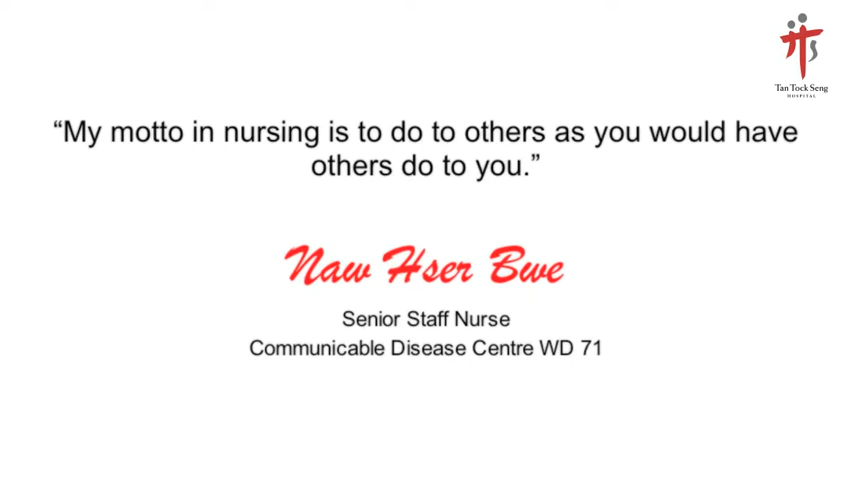 Tan Tock Seng
HOSPITAL
“My motto in nursing is to do to others as you would have
others do to you.”
Naw Hser Bwe
Senior Staff Nurse
Communicable Disease Centre WD 71